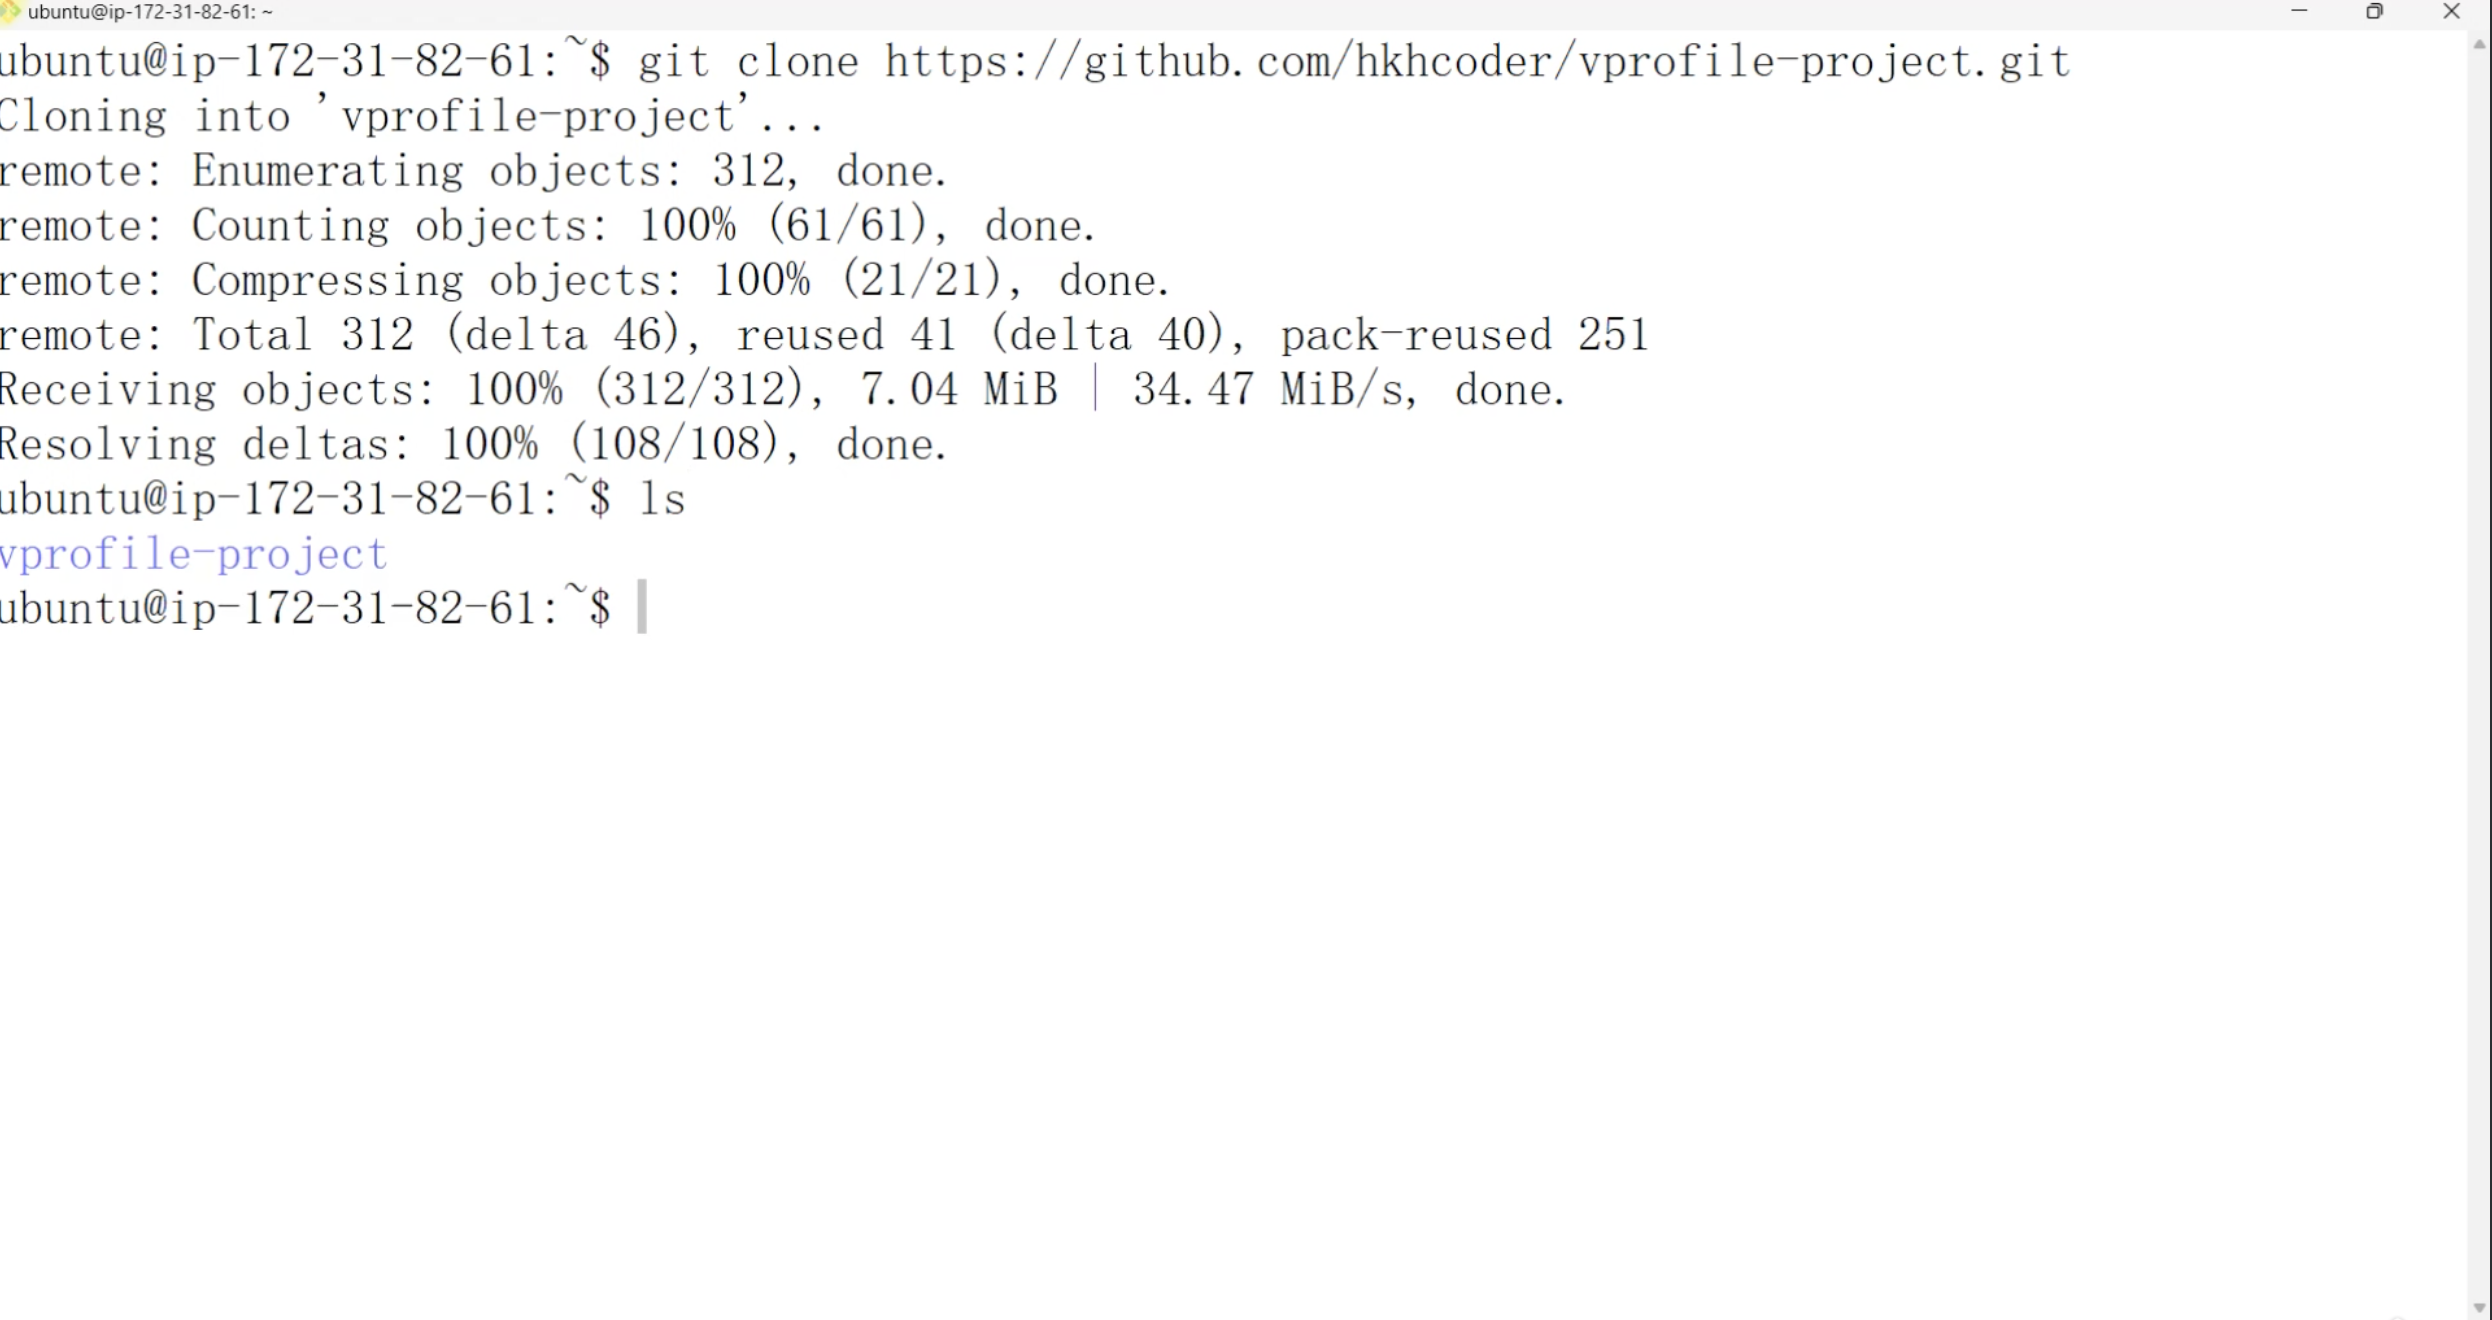 ubuntu@ip-172-31-82-61: ~
ubuntu@ip-172-31-82-61:~$ git clone https://github.com/hkhcoder/vprofile-project.git
Cloning into 'vprofile-project'...
remote: Enumerating objects: 312, done.
remote: Counting objects: 100% (61/61), done.
remote: Compressing objects: 100% (21/21), done.
remote: Total 312 (delta 46), reused 41 (delta 40), pack-reused 251
Receiving objects: 100% (312/312), 7.04 MiB | 34.47 MiB/s, done.
Resolving deltas: 100% (108/108), done.
ubuntu@ip-172-31-82-61:~$ ls
vprofile-project
ubuntu@ip-172-31-82-61:~$